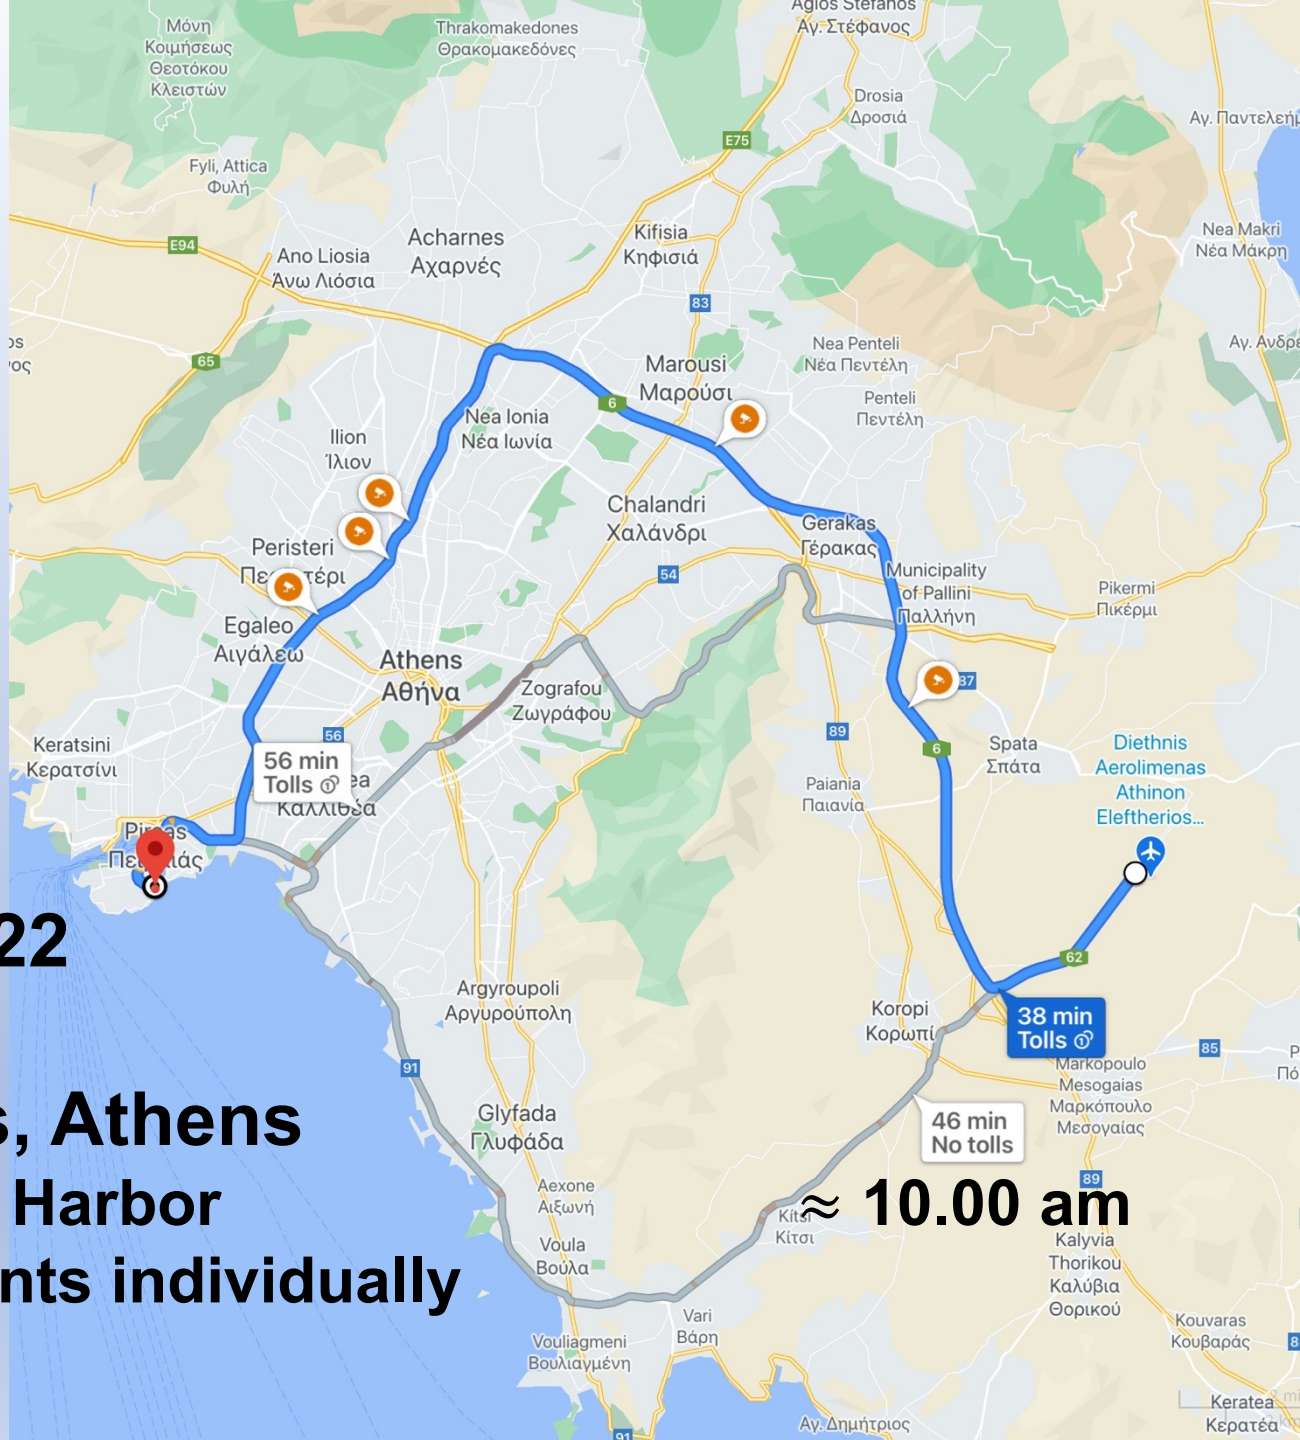 Μόνη
Κοιμήσεως
Θεοτόκου
Κλειστών
Thrakomakedones
Θρακομακεδόνες
Agios Stefanos
Αγ. Στέφανος
Drosia
Δροσιά
E75
Fyli, Attica
Φυλή
E94
Ano Liosia
Άνω Λιόσια
Acharnes
Αχαρνές
Kifisia
Κηφισιά
Nea Makri
Νέα Μάκρη
83
65
Marousi
Μαρούσι
Nea Penteli
Νέα Πεντέλη
Penteli
Πεντέλη
6
Nea Ionia
Νέα Ιωνία
Ilion
Ίλιον
Chalandri
Χαλάνδρι
Gerakas
Γέρακας
Peristeri
54
Municipality
of Pallini
Παλλήνη
Pikermi
Πικέρμι
Egaleo
Αιγάλεω
Athens
Αθήνα
Zografou
Ζωγράφου
87
56
89
6
Keratsini
Κερατσίνι
56 min
Tolls
Καλλιθέα
Spata
Σπάτα
Paiania
Παιανία
Diethnis
Aerolimenas
Athinon
Eleftherios...
22
62
Argyroupoli
Αργυρούπολη
Koropi
Κορωπί
38 min
Tolls
91
85
Markopoulo
Mesogaias
Μαρκόπουλο
Μεσογαίας
s, Athens
Glyfada
Γλυφάδα
46 min
No tolls
89
Harbor
≈ 10.00 am
Aexone
Αιξωνή
Kitsi
Κίτσι
Voula
Βούλα
Kalyvia
Thorikou
Καλύβια
Θορικού
nts individually
Vari
Βάρη
Vouliagmeni
Βουλιαγμένη
Kouvaras
Κουβαράς
Keratea
Κερατέα
Αγ. Δημήτριος
91